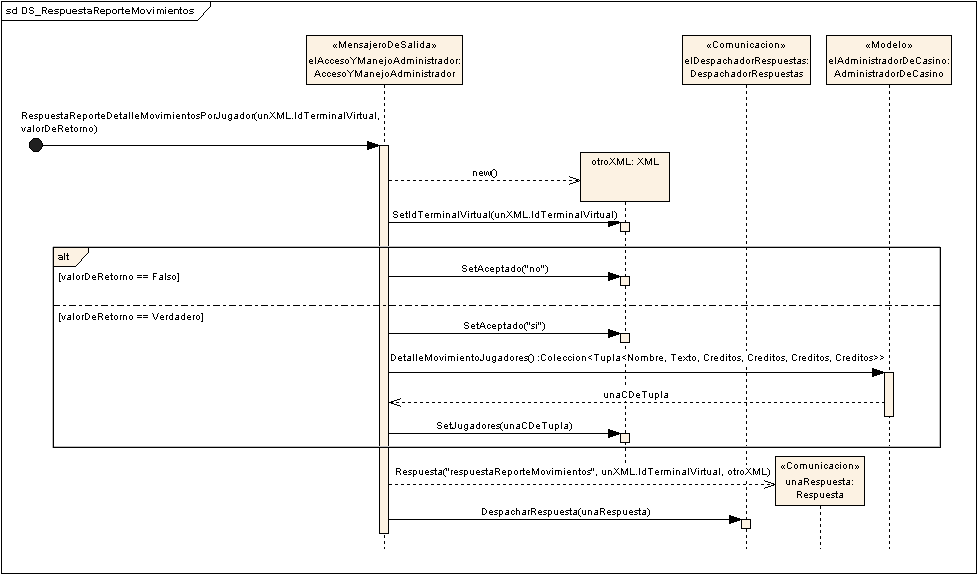 sd DS_RespuestaReporteMovimientos
«MensajeroDeSalida»
elAccesoYManejoAdministrador:
AccesoYManejoAdministrador
«Comunicacion»
elDespachadorRespuestas:
DespachadorRespuestas
«Modelo»
elAdministradorDeCasino:
AdministradorDeCasino
RespuestaReporteDetalleMovimientosPorJugador(unXML.IdTerminalVirtual,
valorDeRetorno)
otroXML: XML
new()
SetIdTerminalVirtual(unXML.IdTerminalVirtual)
alt
[valorDeRetorno == Falso]
SetAceptado("no")
[valorDeRetorno == Verdadero]
SetAceptado("si")
DetalleMovimientoJugadores() :Coleccion<Tupla<Nombre, Texto, Creditos, Creditos, Creditos, Creditos>>
unaCDeTupla
SetJugadores(unaCDeTupla)
Respuesta("respuestaReporteMovimientos", unXML.IdTerminalVirtual, otroXML)
«Comunicacion»
unaRespuesta:
Respuesta
DespacharRespuesta(unaRespuesta)